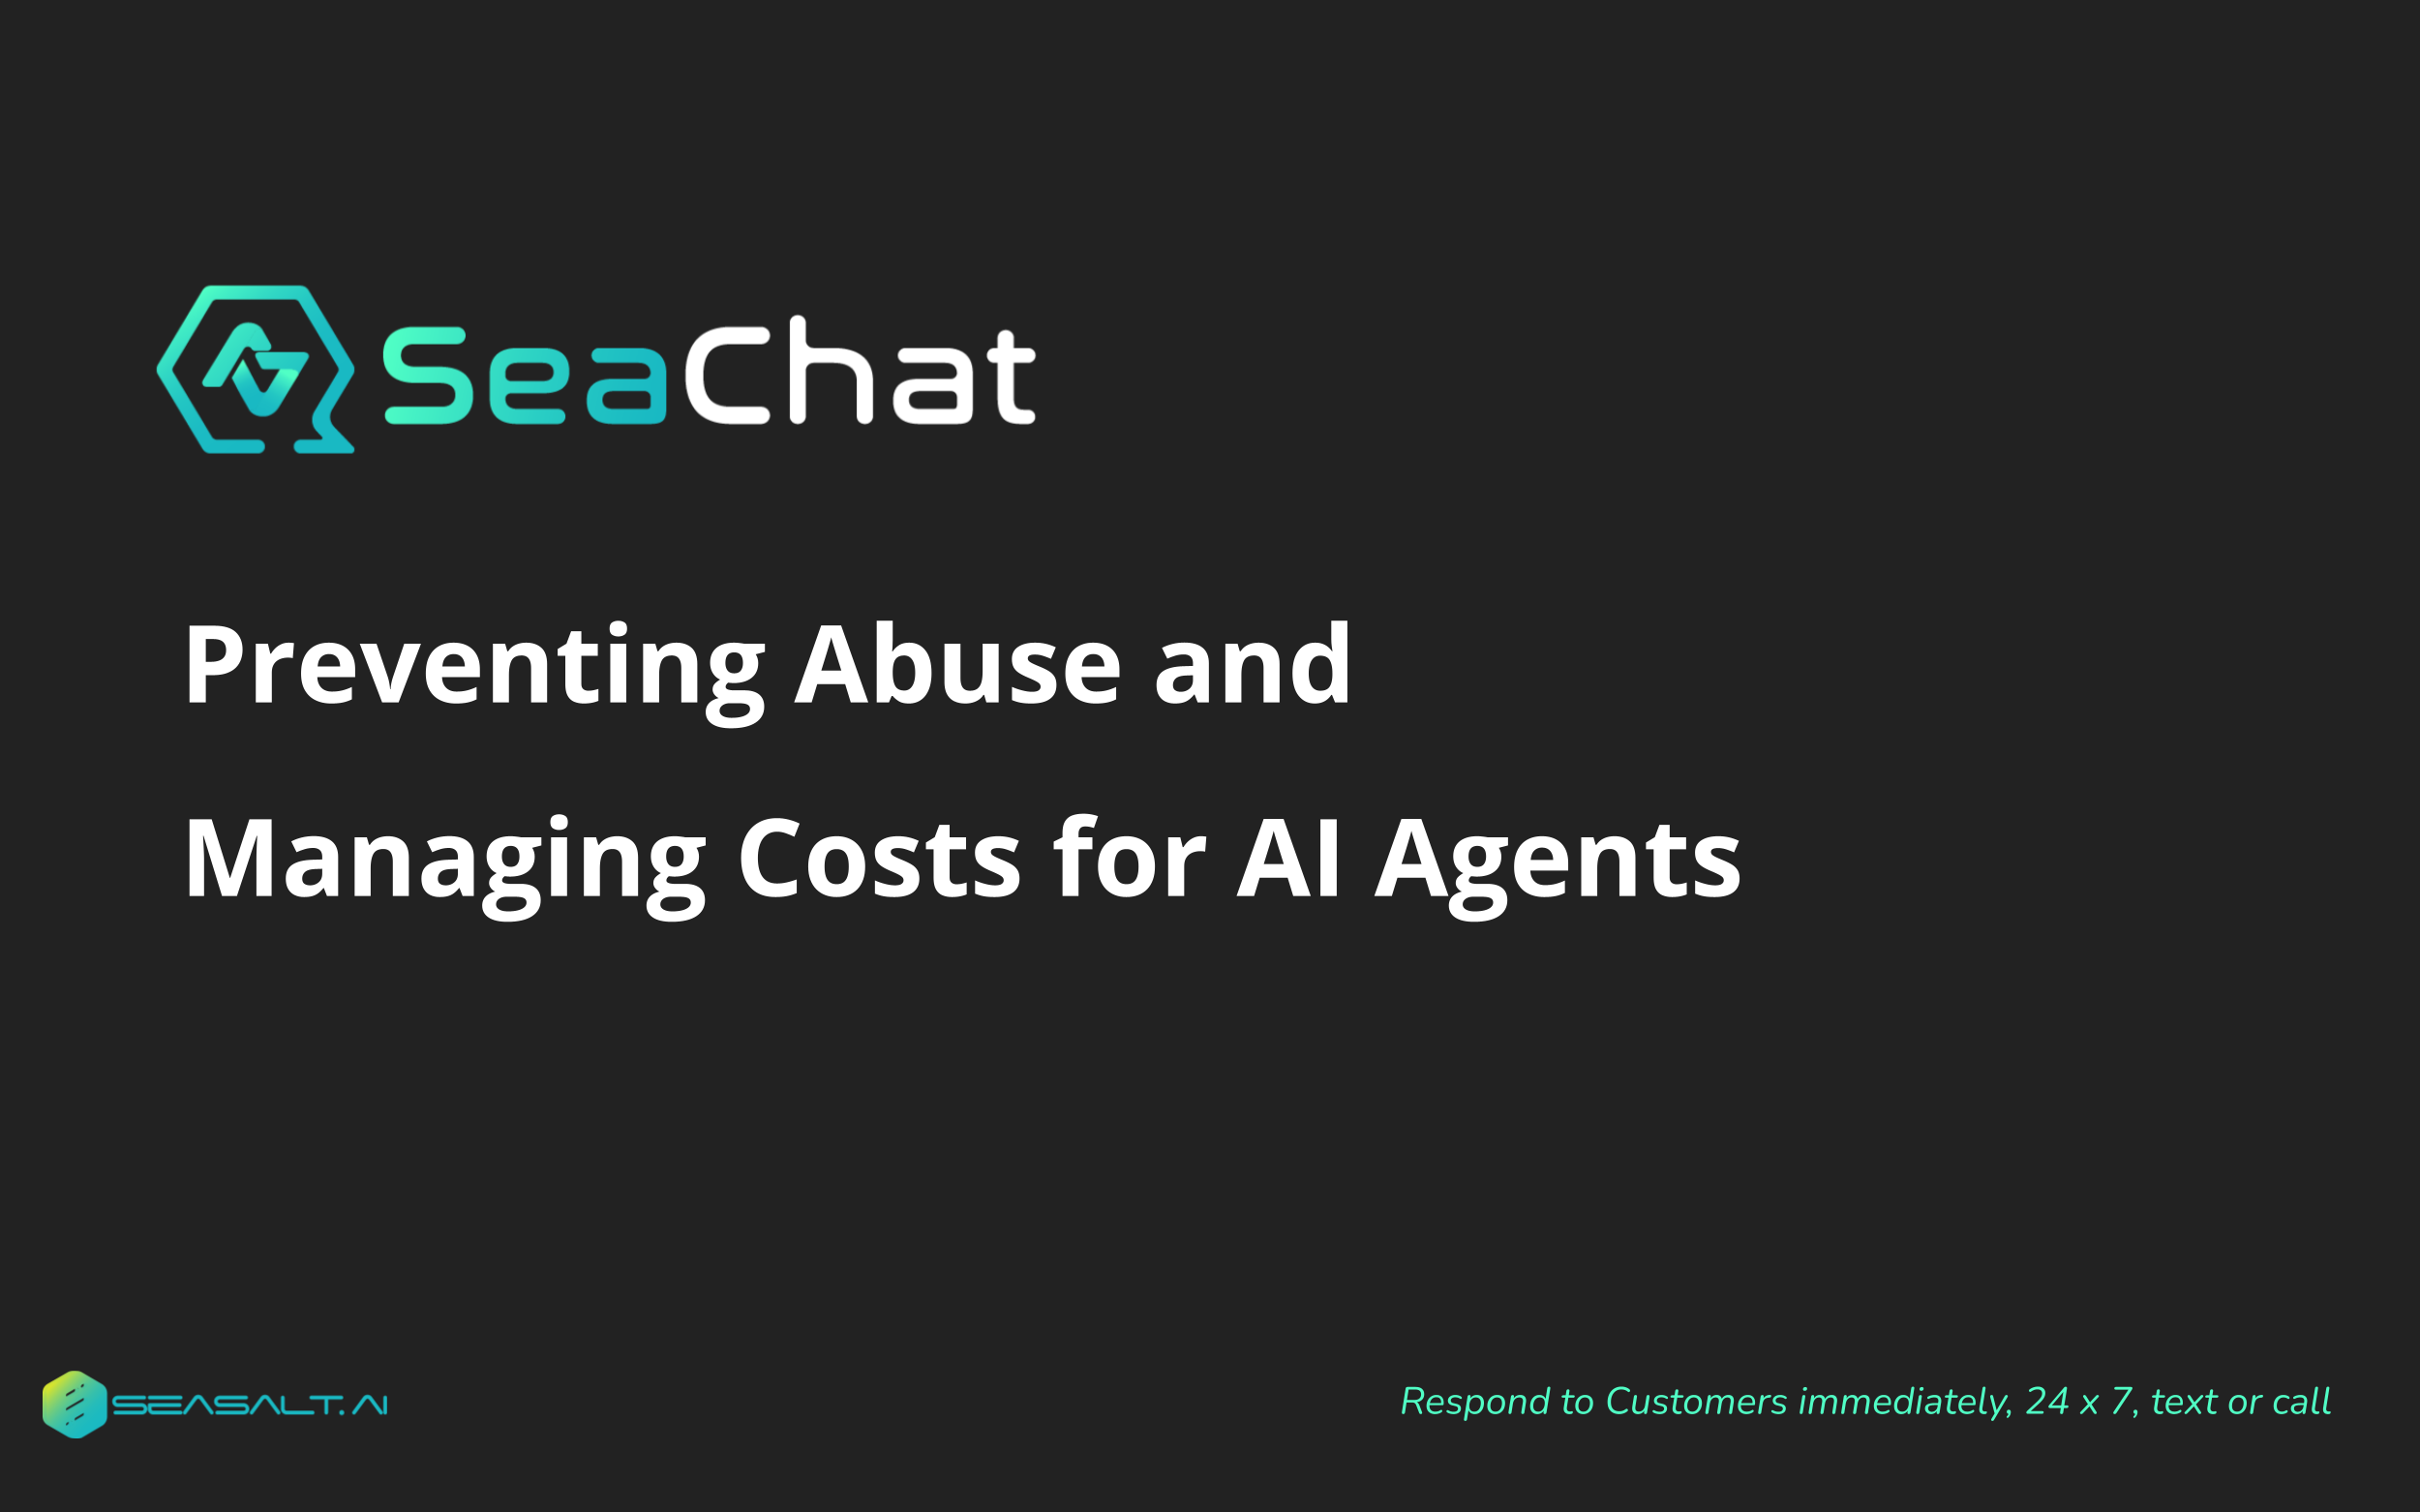 SeaChat
Preventing Abuse and
Managing Costs for AI Agents
SEASALT.AI
Respond to Customers immediately, 24 x 7, text or call